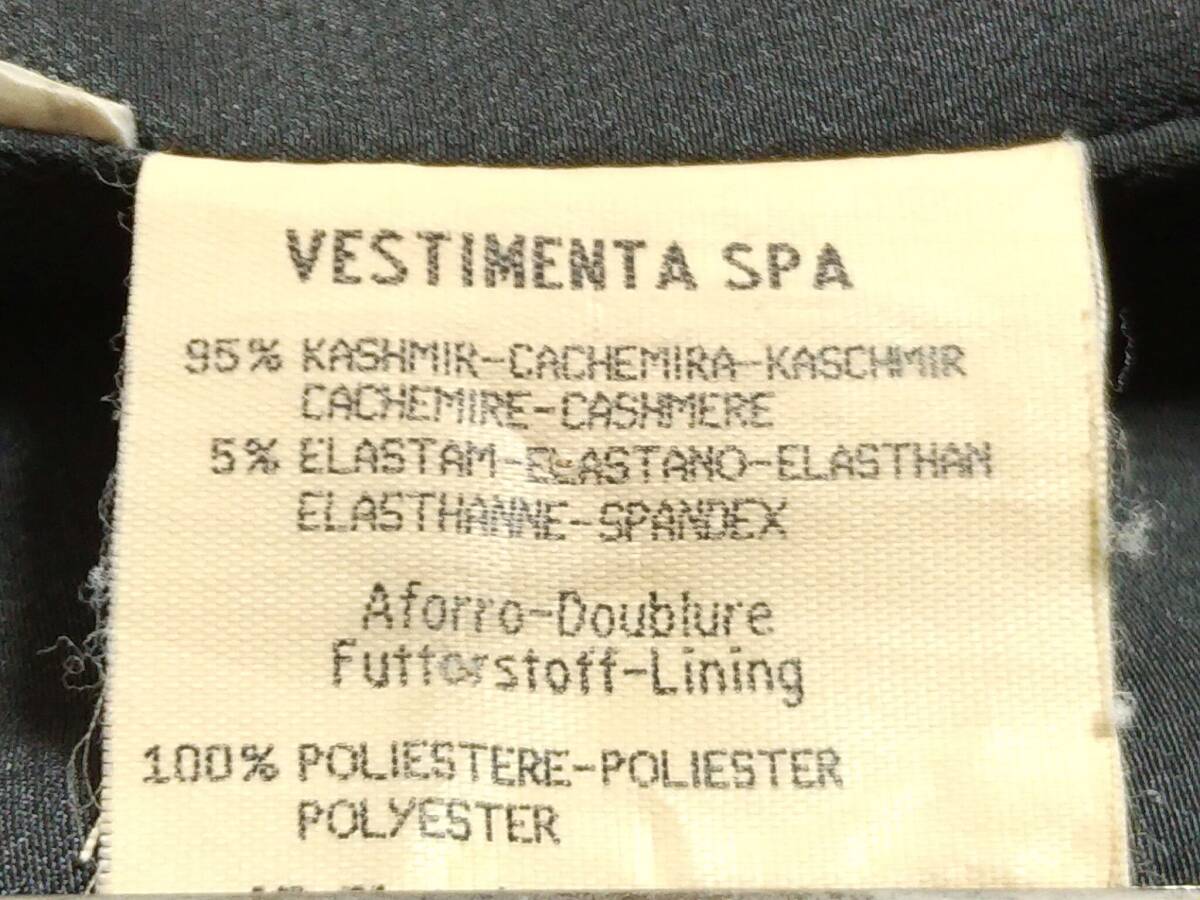 VESTIMENTA SPA
95% KASHMIR-CACHEMIRA-KASCHMIR
CACHEMIRE-CASHMERE
5% ELASTAM-ELASTANO-ELASTHAN
ELASTHANNE-SPANDEX
Aforro-Doublure
Futterstoff-Lining
100% POLIESTERE-POLIESTER
POLYESTER